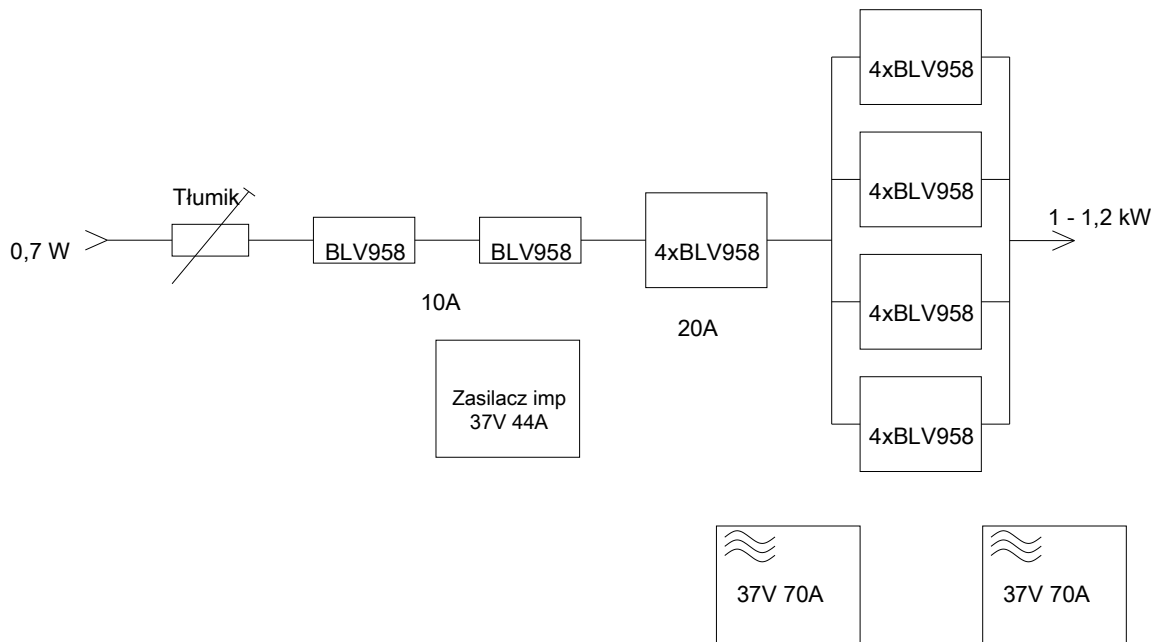 4xBLV958
4xBLV958
Tłumik
1 - 1,2 kW
0,7 W
BLV958
BLV958
4xBLV958
10A
20A
4xBLV958
Zasilacz imp
37V 44A
4xBLV958
37V 70A
37V 70A